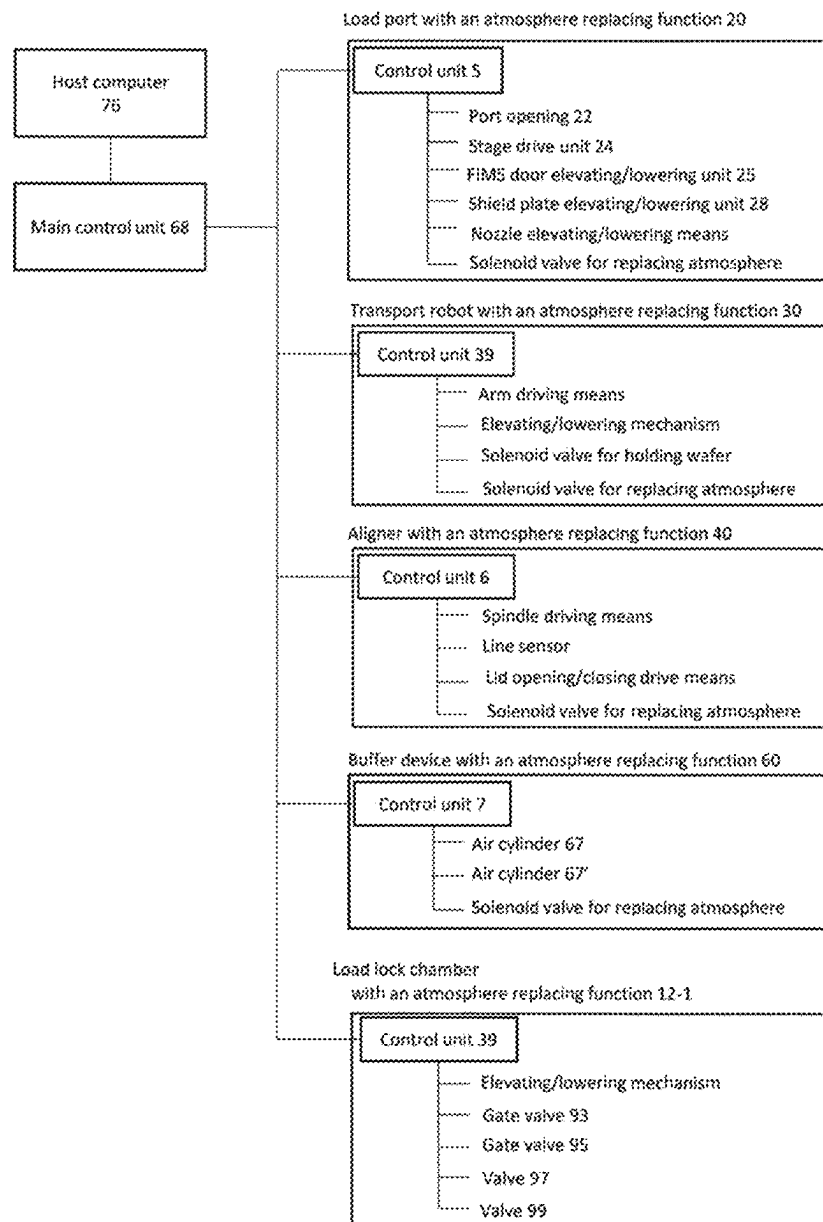 Load port with an atmosphere replacing function 20
Host computer
76
Main control unit 68
Control unit 5
Port opening 22
Stage drive unit 24
FIMS door elevating/lowering unit 25
Shield plate elevating/lowering unit 28
Nozzle elevating/lowering means
Solenoid valve for replacing atmosphere
Transport robot with an atmosphere replacing function 30
Control unit 39
Arm driving means
Elevating/lowering mechanism
Solenoid valve for holding wafer
Solenoid valve for replacing atmosphere
Aligner with an atmosphere replacing function 40
Control unit 6
Spindle driving means
Line sensor
Lid opening/closing drive means
Solenoid valve for replacing atmosphere
Buffer device with an atmosphere replacing function 60
Control unit 7
Air cylinder 67
Air cylinder 67'
Solenoid valve for replacing atmosphere
Load lock chamber
with an atmosphere replacing function 12-1
Control unit 39
Elevating/lowering mechanism
Gate valve 93
Gate valve 95
Valve 97
Valve 99